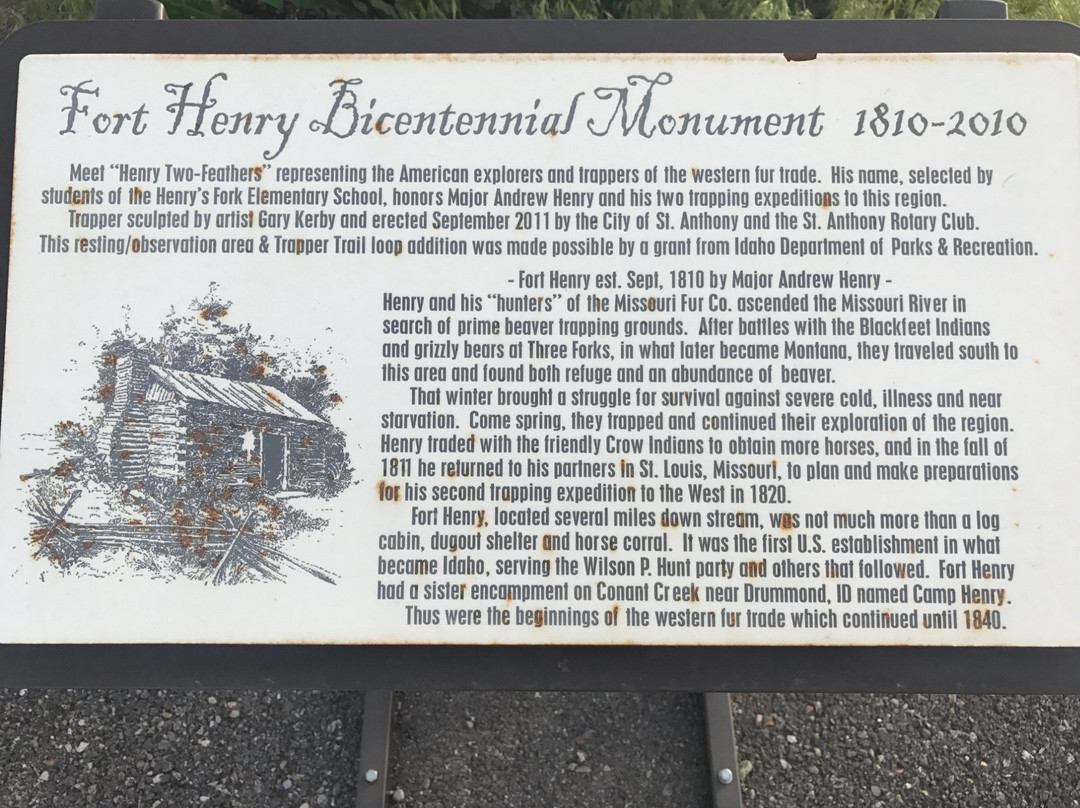 Fort Henry Bicentennial Monument 1810-2010
Meet “Henry Two-Feathers” representing the American explorers and trappers of the western fur trade. His name, selected by
students of the Henry’s Fork Elementary School, honors Major Andrew Henry and his two trapping expeditions to this region.
Trapper sculpted by artist Gary Kerby and erected September 2011 by the City of St. Anthony and the St. Anthony Rotary Club.
This resting/observation area & Trapper Trail loop addition was made possible by a grant from Idaho Department of Parks & Recreation.
- Fort Henry est. Sept, 1810 by Major Andrew Henry -
Henry and his “hunters” of the Missouri Fur Co. ascended the Missouri River in
search of prime beaver trapping grounds. After battles with the Blackfeet Indians
and grizzly bears at Three Forks, in what later became Montana, they traveled south to
this area and found both refuge and an abundance of beaver.
That winter brought a struggle for survival against severe cold, illness and near
starvation. Come spring, they trapped and continued their exploration of the region.
Henry traded with the friendly Crow Indians to obtain more horses, and in the fall of
1811 he returned to his partners in St. Louis, Missouri, to plan and make preparations
for his second trapping expedition to the West in 1820.
Fort Henry, located several miles down stream, was not much more than a log
cabin, dugout shelter and horse corral. It was the first U.S. establishment in what
became Idaho, serving the Wilson P. Hunt party and others that followed. Fort Henry
had a sister encampment on Conant Creek near Drummond, ID named Camp Henry.
Thus were the beginnings of the western fur trade which continued until 1840.